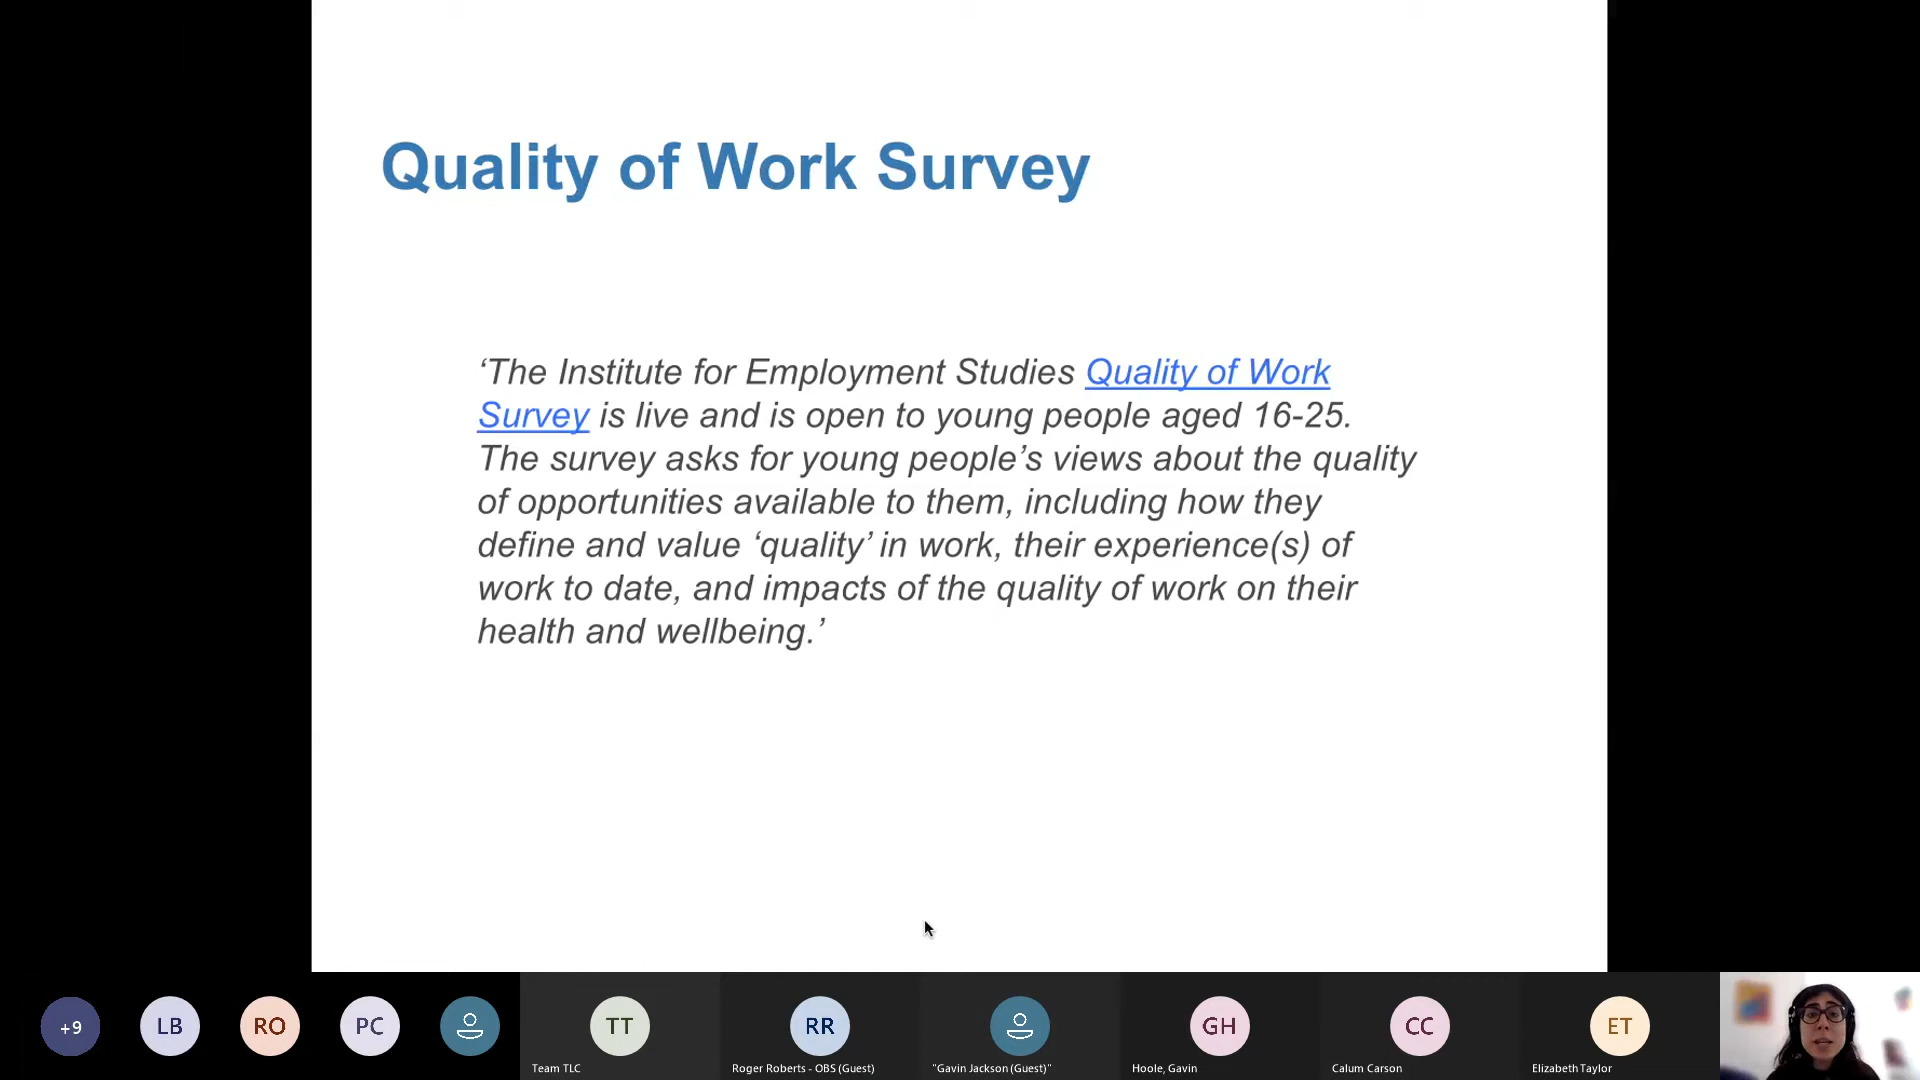 Quality of Work Survey
‘The Institute for Employment Studies Quality of Work
Survey is live and is open to young people aged 16-25.
The survey asks for young people’s views about the quality
of opportunities available to them, including how they
define and value ‘quality’ in work, their experience(s) of
work to date, and impacts of the quality of work on their
health and wellbeing.’
+9
LB
RO
PC
TT
RR
GH
CC
ET
Team TLC
Roger Roberts - OBS (Guest)
"Gavin Jackson (Guest)"
Hoole, Gavin
Calum Carson
Elizabeth Taylor